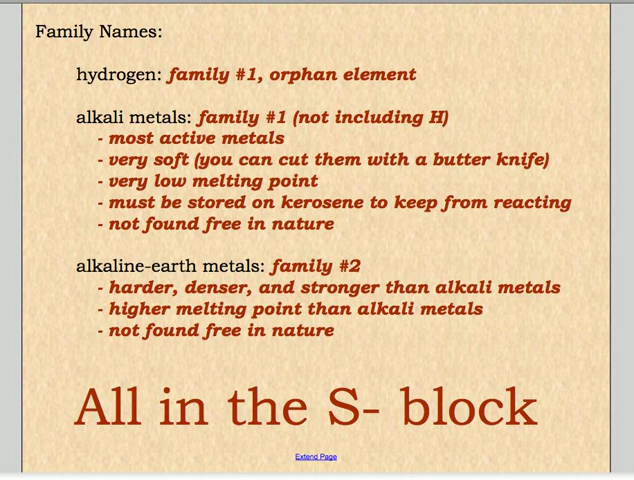 Family Names:
hydrogen: family #1, orphan element
alkali metals: family #1 (not including H)
- most active metals
- very soft (you can cut them with a butter knife)
- very low melting point
- must be stored on kerosene to keep from reacting
- not found free in nature
alkaline-earth metals: family #2
- harder, denser, and stronger than alkali metals
- higher melting point than alkali metals
- not found free in nature
All in the S- block
Extend Page